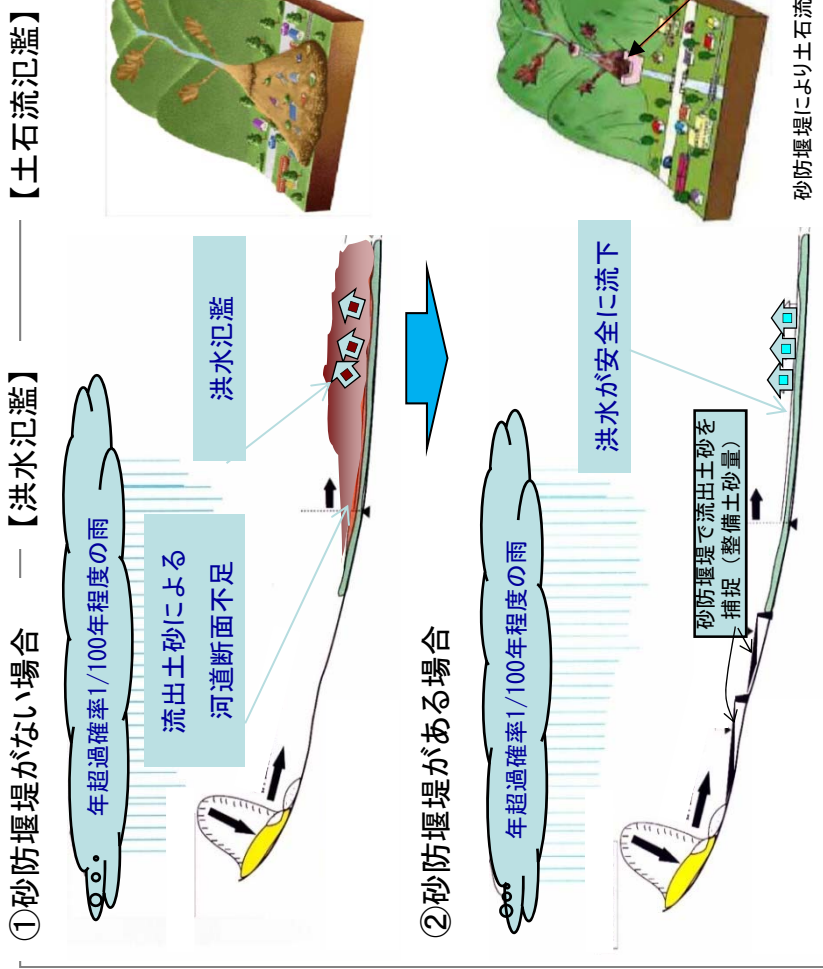 ①砂防堰堤がない場合
【洪水氾濫】
【土石流氾濫】
年超過確率1/100年程度の雨
流出土砂による
河道断面不足
洪水氾濫
②砂防堰堤がある場合
年超過確率1/100年程度の雨
砂防堰堤で流出土砂を
捕捉（整備土砂量）
洪水が安全に流下
砂防堰堤により土石流